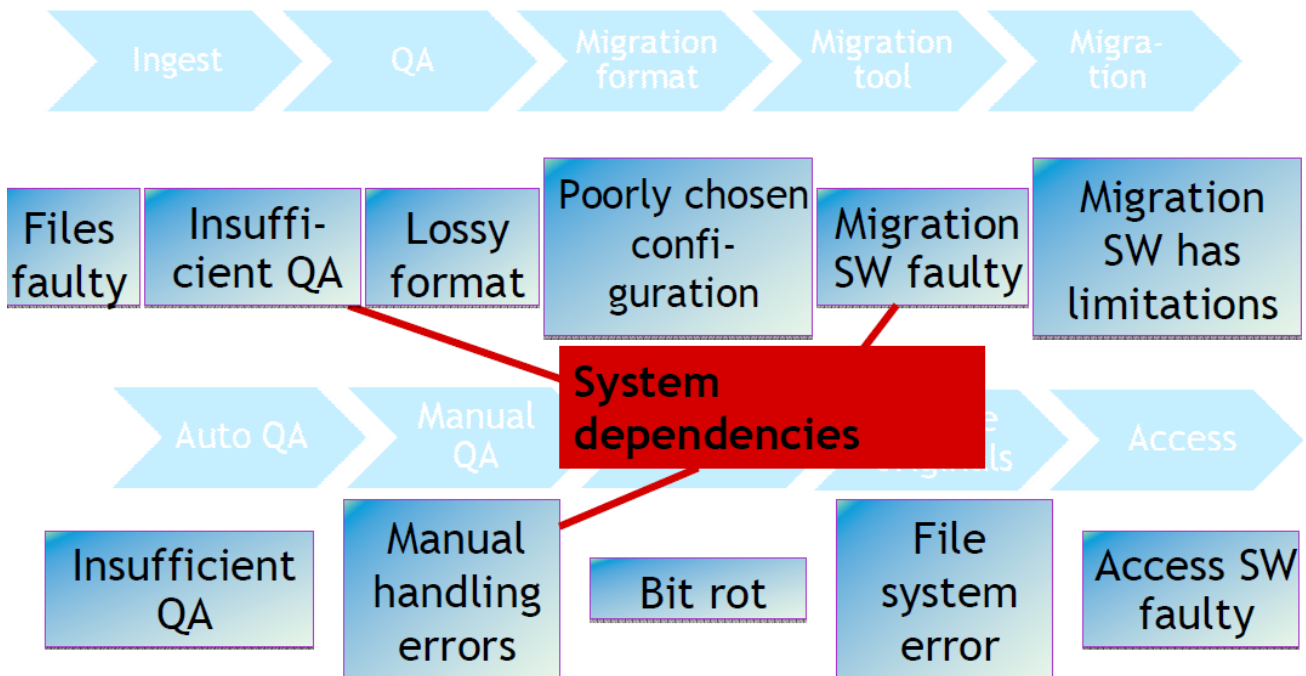 Ingest
QA
Migration
format
Migration
tool
Migra-
tion
Files
faulty
Insuffi-
cient QA
Lossy
format
Poorly chosen
confi-
guration
Migration
SW faulty
Migration
SW has
limitations
System
dependencies
Auto QA
Manual
QA
Access
Insufficient
QA
Manual
handling
errors
Bit rot
File
system
error
Access SW
faulty